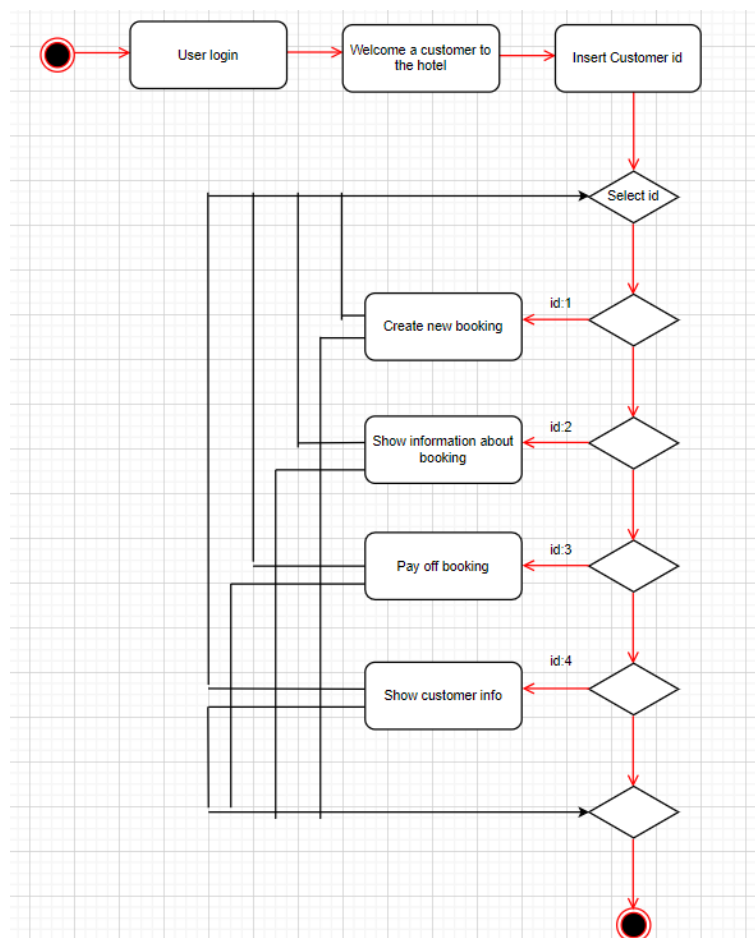 User login
Welcome a customer to
the hotel
Insert Customer id
Select id
id:1
Create new booking
id:2
Show information about
booking
id:3
Pay off booking
id:4
Show customer info